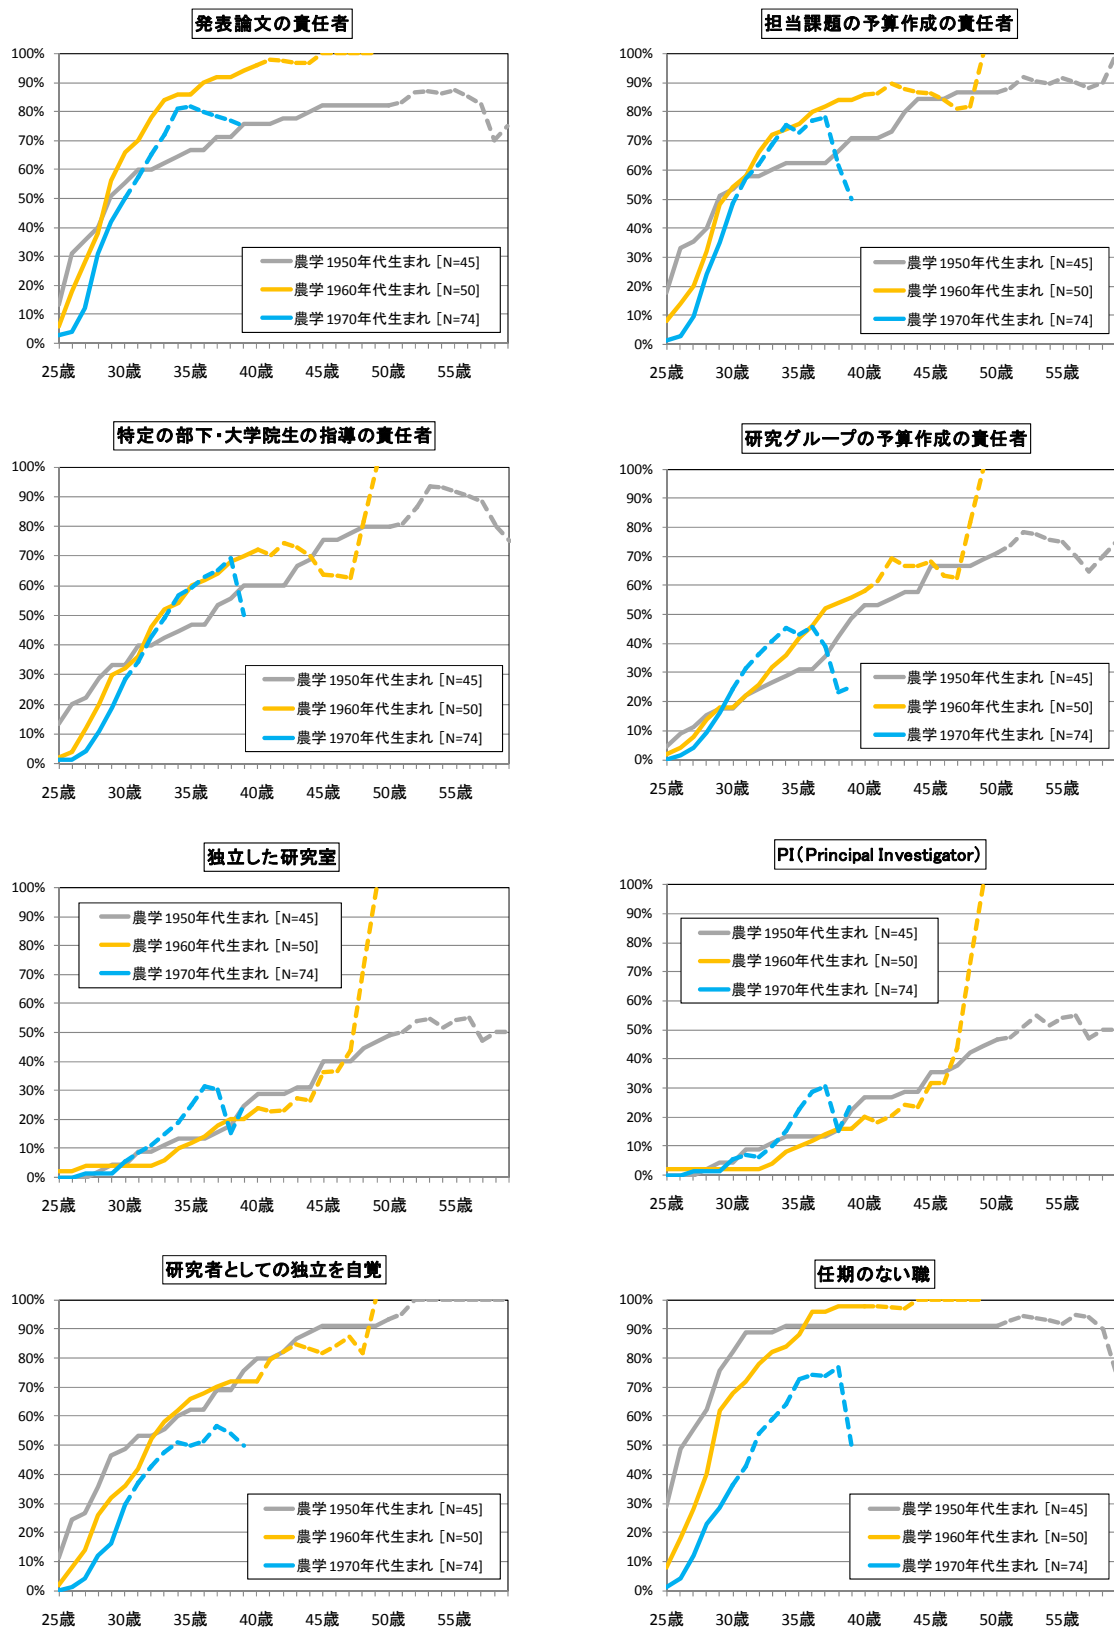 発表論文の責任者
100%
90%
80%
70%
60%
50%
40%
30%
20%
10%
0%
農学1950年代生まれ [N=45]
農学1960年代生まれ [N=50]
農学1970年代生まれ [N=74]
25歳 30歳 35歳 40歳 45歳 50歳 55歳
担当課題の予算作成の責任者
100%
90%
80%
70%
60%
50%
40%
30%
20%
10%
0%
農学1950年代生まれ [N=45]
農学1960年代生まれ [N=50]
農学1970年代生まれ [N=74]
25歳 30歳 35歳 40歳 45歳 50歳 55歳
特定の部下・大学院生の指導の責任者
100%
90%
80%
70%
60%
50%
40%
30%
20%
10%
0%
農学1950年代生まれ [N=45]
農学1960年代生まれ [N=50]
農学1970年代生まれ [N=74]
25歳 30歳 35歳 40歳 45歳 50歳 55歳
研究グループの予算作成の責任者
100%
90%
80%
70%
60%
50%
40%
30%
20%
10%
0%
農学1950年代生まれ [N=45]
農学1960年代生まれ [N=50]
農学1970年代生まれ [N=74]
25歳 30歳 35歳 40歳 45歳 50歳 55歳
独立した研究室
100%
90%
80%
70%
60%
50%
40%
30%
20%
10%
0%
農学1950年代生まれ [N=45]
農学1960年代生まれ [N=50]
農学1970年代生まれ [N=74]
25歳 30歳 35歳 40歳 45歳 50歳 55歳
PI(Principal Investigator)
100%
90%
80%
70%
60%
50%
40%
30%
20%
10%
0%
農学1950年代生まれ [N=45]
農学1960年代生まれ [N=50]
農学1970年代生まれ [N=74]
25歳 30歳 35歳 40歳 45歳 50歳 55歳
研究者としての独立を自覚
100%
90%
80%
70%
60%
50%
40%
30%
20%
10%
0%
農学1950年代生まれ [N=45]
農学1960年代生まれ [N=50]
農学1970年代生まれ [N=74]
25歳 30歳 35歳 40歳 45歳 50歳 55歳
任期のない職
100%
90%
80%
70%
60%
50%
40%
30%
20%
10%
0%
農学1950年代生まれ [N=45]
農学1960年代生まれ [N=50]
農学1970年代生まれ [N=74]
25歳 30歳 35歳 40歳 45歳 50歳 55歳